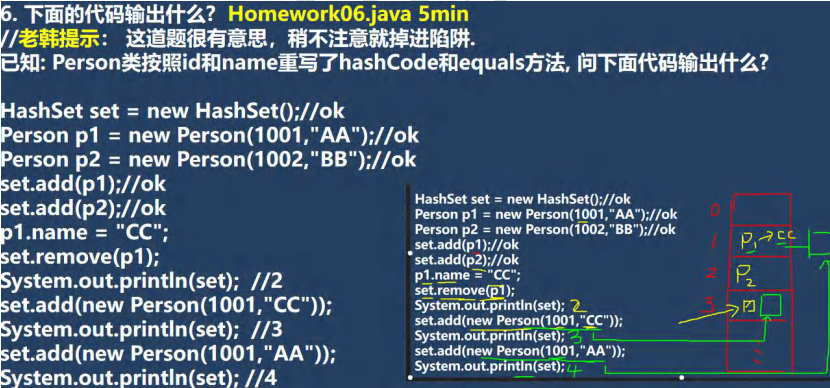 6. 下面的代码输出什么？ Homework06.java 5min
//老韩提示： 这道题很有意思，稍不注意就掉进陷阱.
已知: Person类按照id和name重写了hashCode和equals方法, 问下面代码输出什么?
HashSet set = new HashSet();//ok
Person p1 = new Person(1001,"AA");//ok
Person p2 = new Person(1002,"BB");//ok
set.add(p1);//ok
set.add(p2);//ok
p1.name = "CC";
set.remove(p1);
System.out.println(set); //2
set.add(new Person(1001,"CC"));
System.out.println(set); //3
set.add(new Person(1001,"AA"));
System.out.println(set); //4
HashSet set = new HashSet();//ok
Person p1 = new Person(1001,"AA");//ok
Person p2 = new Person(1002,"BB");//ok
set.add(p1);//ok
set.add(p2);//ok
p1.name = "CC";
set.remove(p1);
System.out.println(set); 2
set.add(new Person(1001,"CC"));
System.out.println(set); 3
set.add(new Person(1001,"AA"));
System.out.println(set); 4
0
1 P1→CC
2 P2
3